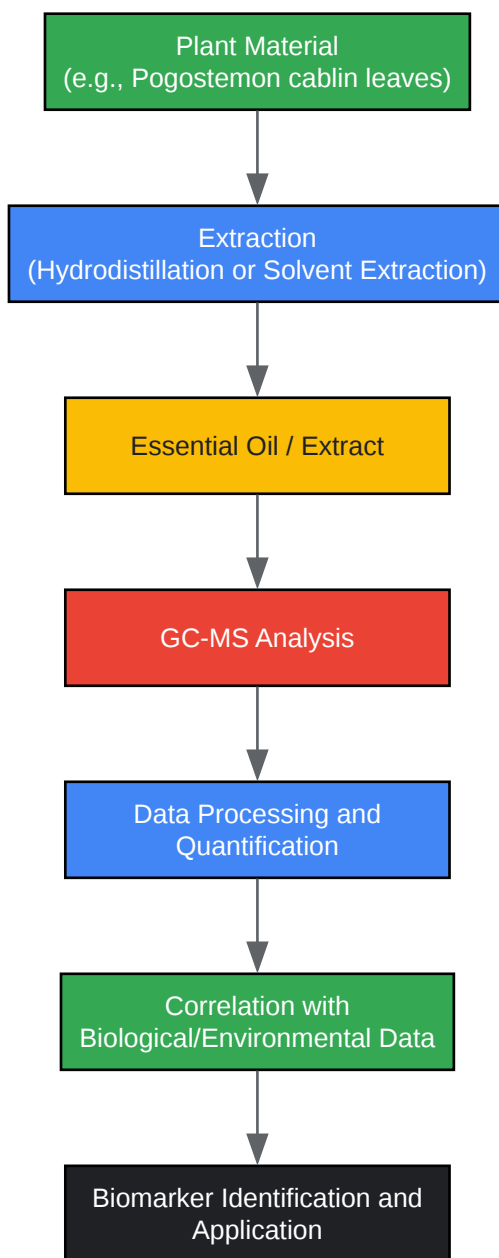 Plant Material
(e.g., Pogostemon cablin leaves)
Extraction
(Hydrodistillation or Solvent Extraction)
Essential Oil / Extract
GC-MS Analysis
Data Processing and
Quantification
Correlation with
Biological/Environmental Data
Biomarker Identification and
Application